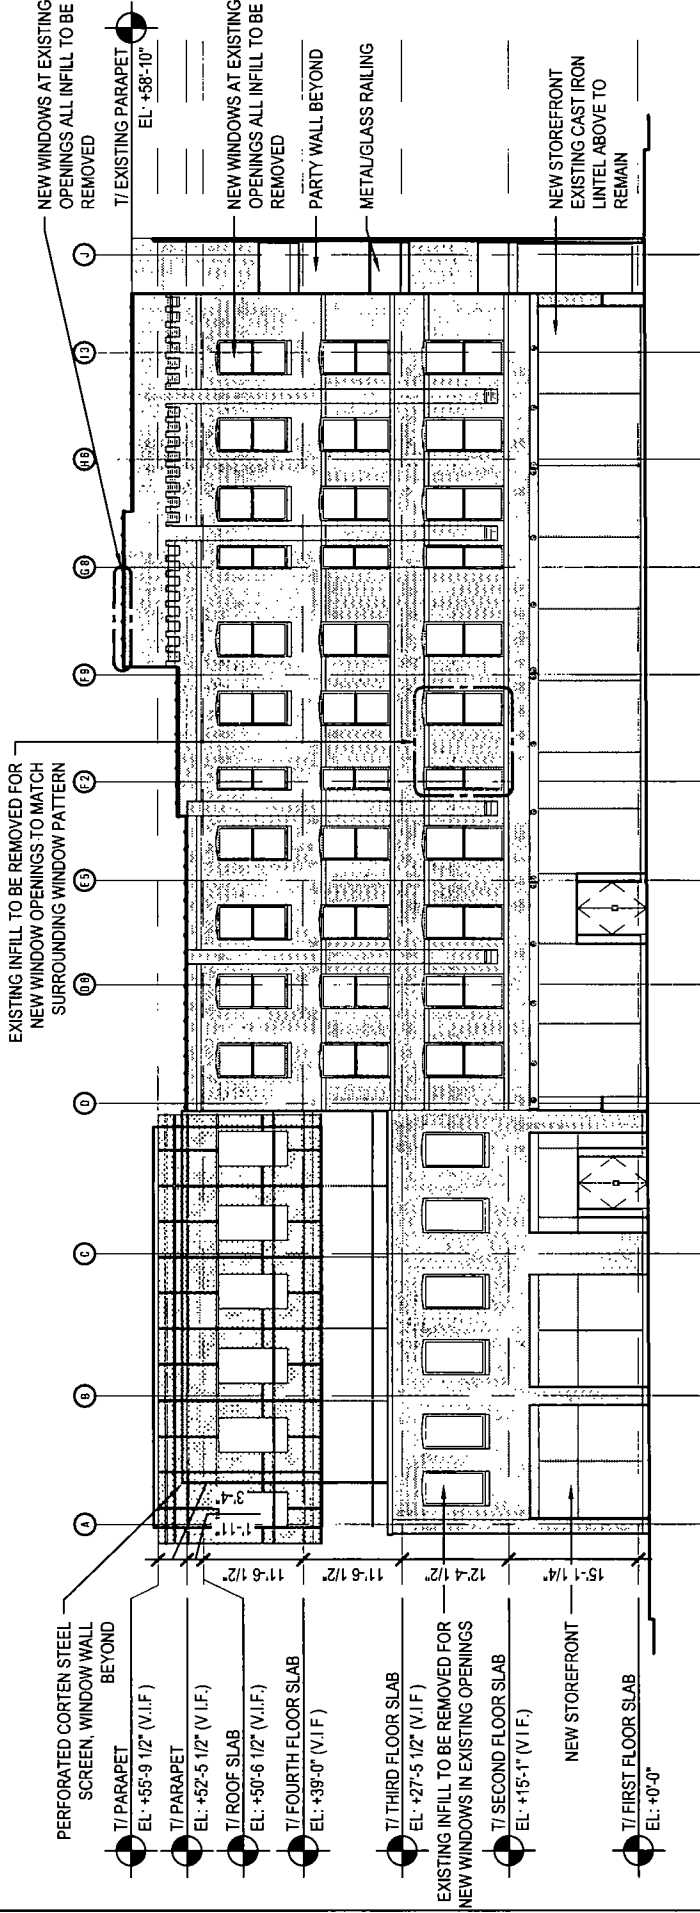 PERFORATED CORTEN STEEL
SCREEN, WINDOW WALL
BEYOND
T/ PARAPET
EL: +55'-9 1/2" (V.I.F.)
T/ PARAPET
EL: +52'-5 1/2" (V.I.F.)
T/ ROOF SLAB
EL: +50'-6 1/2" (V.I.F.)
T/ FOURTH FLOOR SLAB
EL: +39'-0" (V.I F )
T/ THIRD FLOOR SLAB
EL: +27'-5 1/2" (V I F )
EXISTING INFILL TO BE REMOVED FOR
NEW WINDOWS IN EXISTING OPENINGS
T/ SECOND FLOOR SLAB
EL: +15'-1" (V.I F.)
NEW STOREFRONT
T/ FIRST FLOOR SLAB
EL: +0'-0"
3'-4"
1'-11"
11'-6 1/2"
11'-6 1/2"
12'-4 1/2"
15'-1 1/4"
A
B
C
D
E5
F2
F9
G8
H6
J
EXISTING INFILL TO BE REMOVED FOR
NEW WINDOW OPENINGS TO MATCH
SURROUNDING WINDOW PATTERN
NEW WINDOWS AT EXISTING
OPENINGS ALL INFILL TO BE
REMOVED
T/ EXISTING PARAPET
EL: +58'-10"
NEW WINDOWS AT EXISTING
OPENINGS ALL INFILL TO BE
REMOVED
PARTY WALL BEYOND
METAL/GLASS RAILING
NEW STOREFRONT
EXISTING CAST IRON
LINTEL ABOVE TO
REMAIN